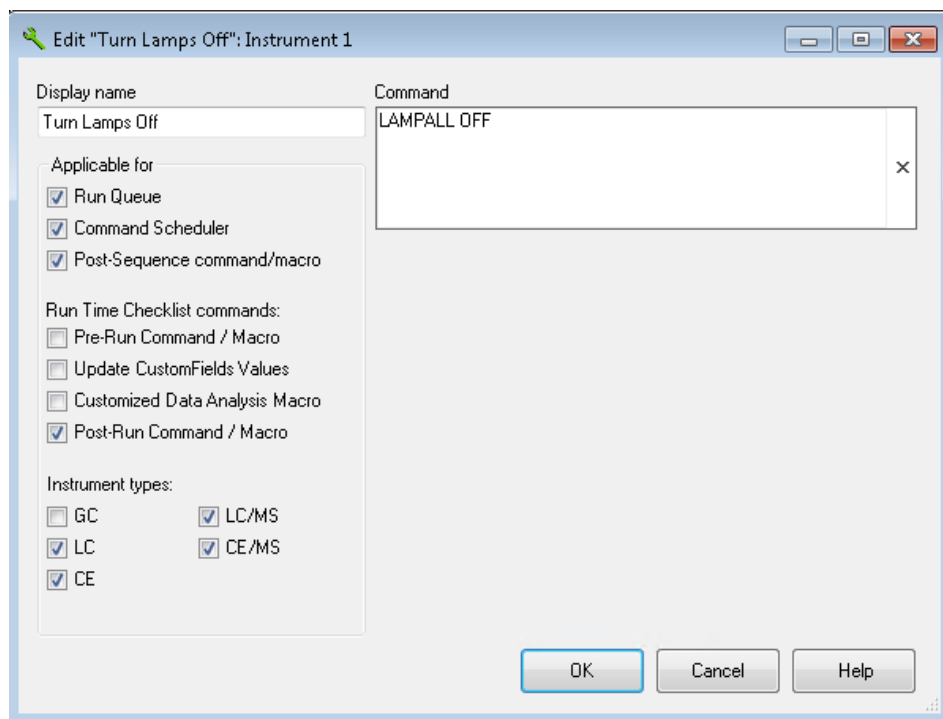 Edit "Turn Lamps Off": Instrument 1
Display name
Turn Lamps Off
Command
LAMPALL OFF
Applicable for
Run Queue
Command Scheduler
Post-Sequence command/macro
Run Time Checklist commands:
Pre-Run Command / Macro
Update CustomFields Values
Customized Data Analysis Macro
Post-Run Command / Macro
Instrument types:
GC LC/MS
LC CE/MS
CE
OK Cancel Help